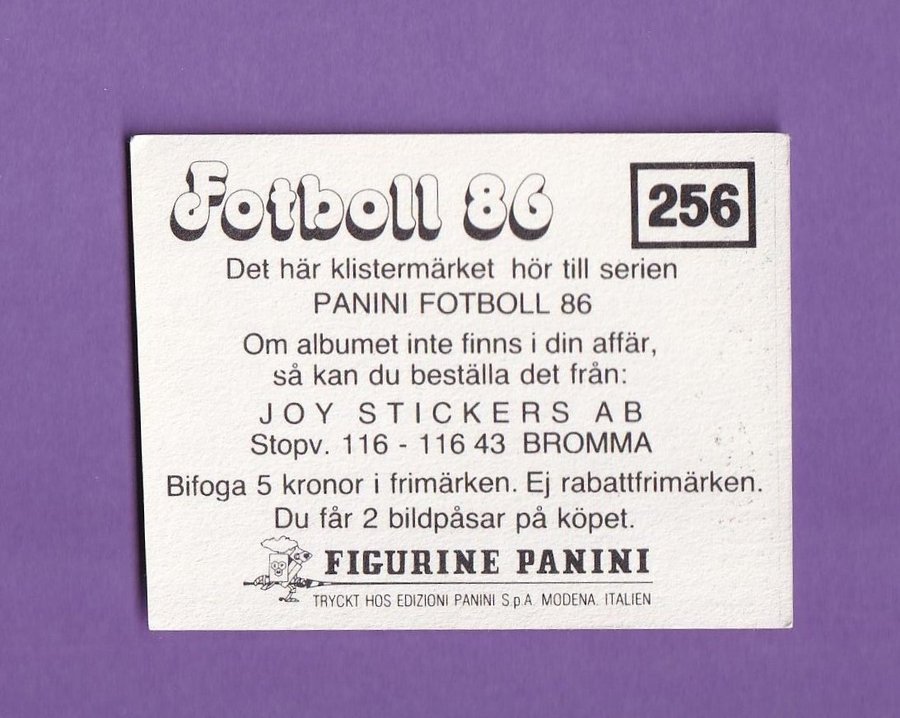 Fotboll 86 256
Det här klistermärket hör till serien
PANINI FOTBOLL 86
Om albumet inte finns i din affär,
så kan du beställa det från:
JOY STICKERS AB
Stopv. 116 - 116 43 BROMMA
Bifoga 5 kronor i frimärken. Ej rabattfrimärken.
Du får 2 bildpåsar på köpet.
FIGURINE PANINI
TRYCKT HOS EDIZIONI PANINI S.p.A. MODENA. ITALIEN